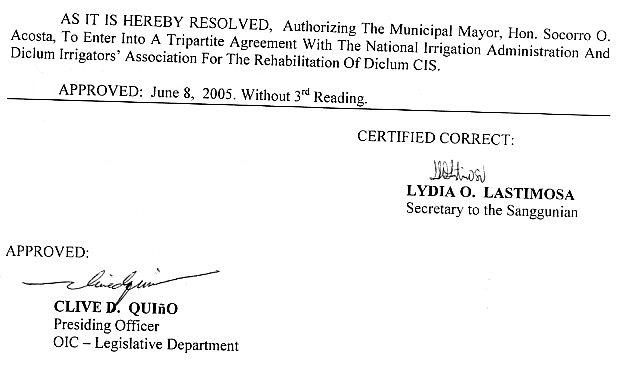 AS IT IS HEREBY RESOLVED, Authorizing The Municipal Mayor, Hon. Socorro O.
Acosta, To Enter Into A Tripartite Agreement With The National Irrigation Administration And
Diclum Irrigators' Association For The Rehabilitation Of Diclum CIS.
APPROVED: June 8, 2005. Without 3rd Reading.
CERTIFIED CORRECT:
LYDIA O. LASTIMOSA
Secretary to the Sanggunian
APPROVED:
CLIVE D. QUIñO
Presiding Officer
OIC – Legislative Department